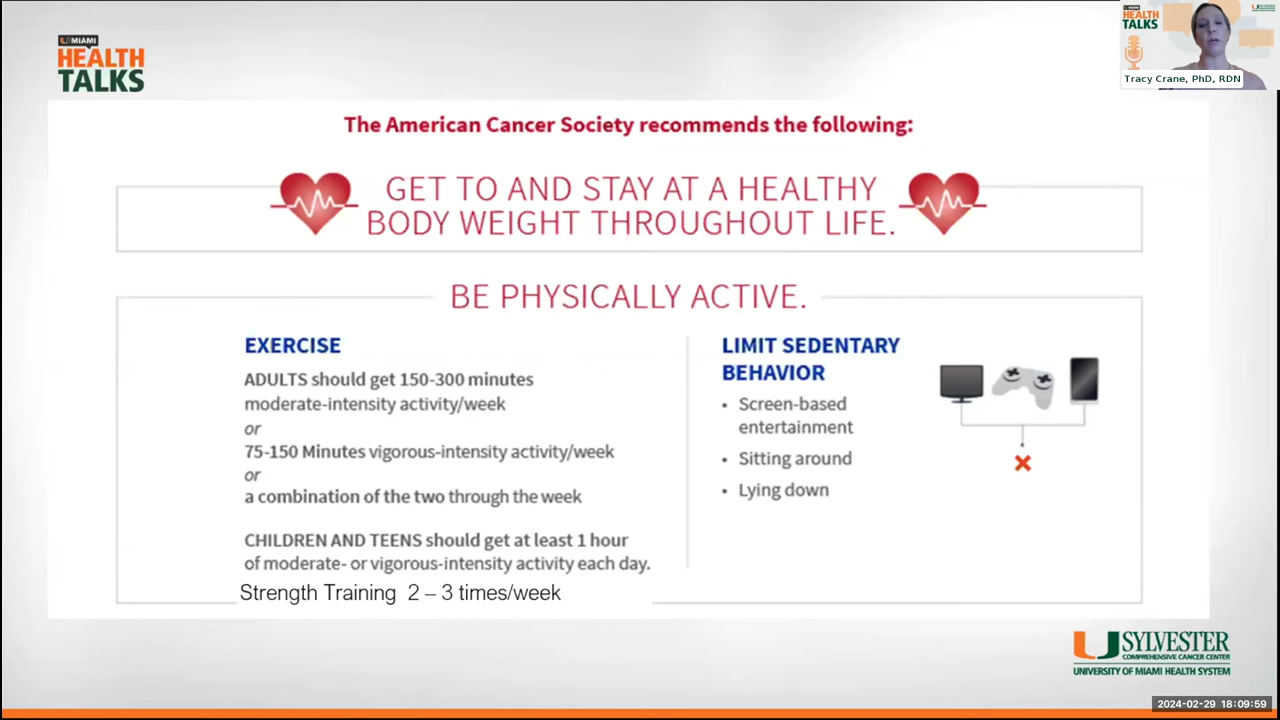 MIAMI
HEALTH
TALKS
HEALTH
TALKS
SYLVESTER
Tracy Crane, PhD, RDN
The American Cancer Society recommends the following:
GET TO AND STAY AT A HEALTHY
BODY WEIGHT THROUGHOUT LIFE.
BE PHYSICALLY ACTIVE.
EXERCISE
ADULTS should get 150-300 minutes
moderate-intensity activity/week
or
75-150 Minutes vigorous-intensity activity/week
or
a combination of the two through the week
CHILDREN AND TEENS should get at least 1 hour
of moderate- or vigorous-intensity activity each day.
Strength Training 2 – 3 times/week
LIMIT SEDENTARY
BEHAVIOR
• Screen-based
entertainment
• Sitting around
• Lying down
SYLVESTER
COMPREHENSIVE CANCER CENTER
UNIVERSITY OF MIAMI HEALTH SYSTEM
2024-02-29 18:09:59